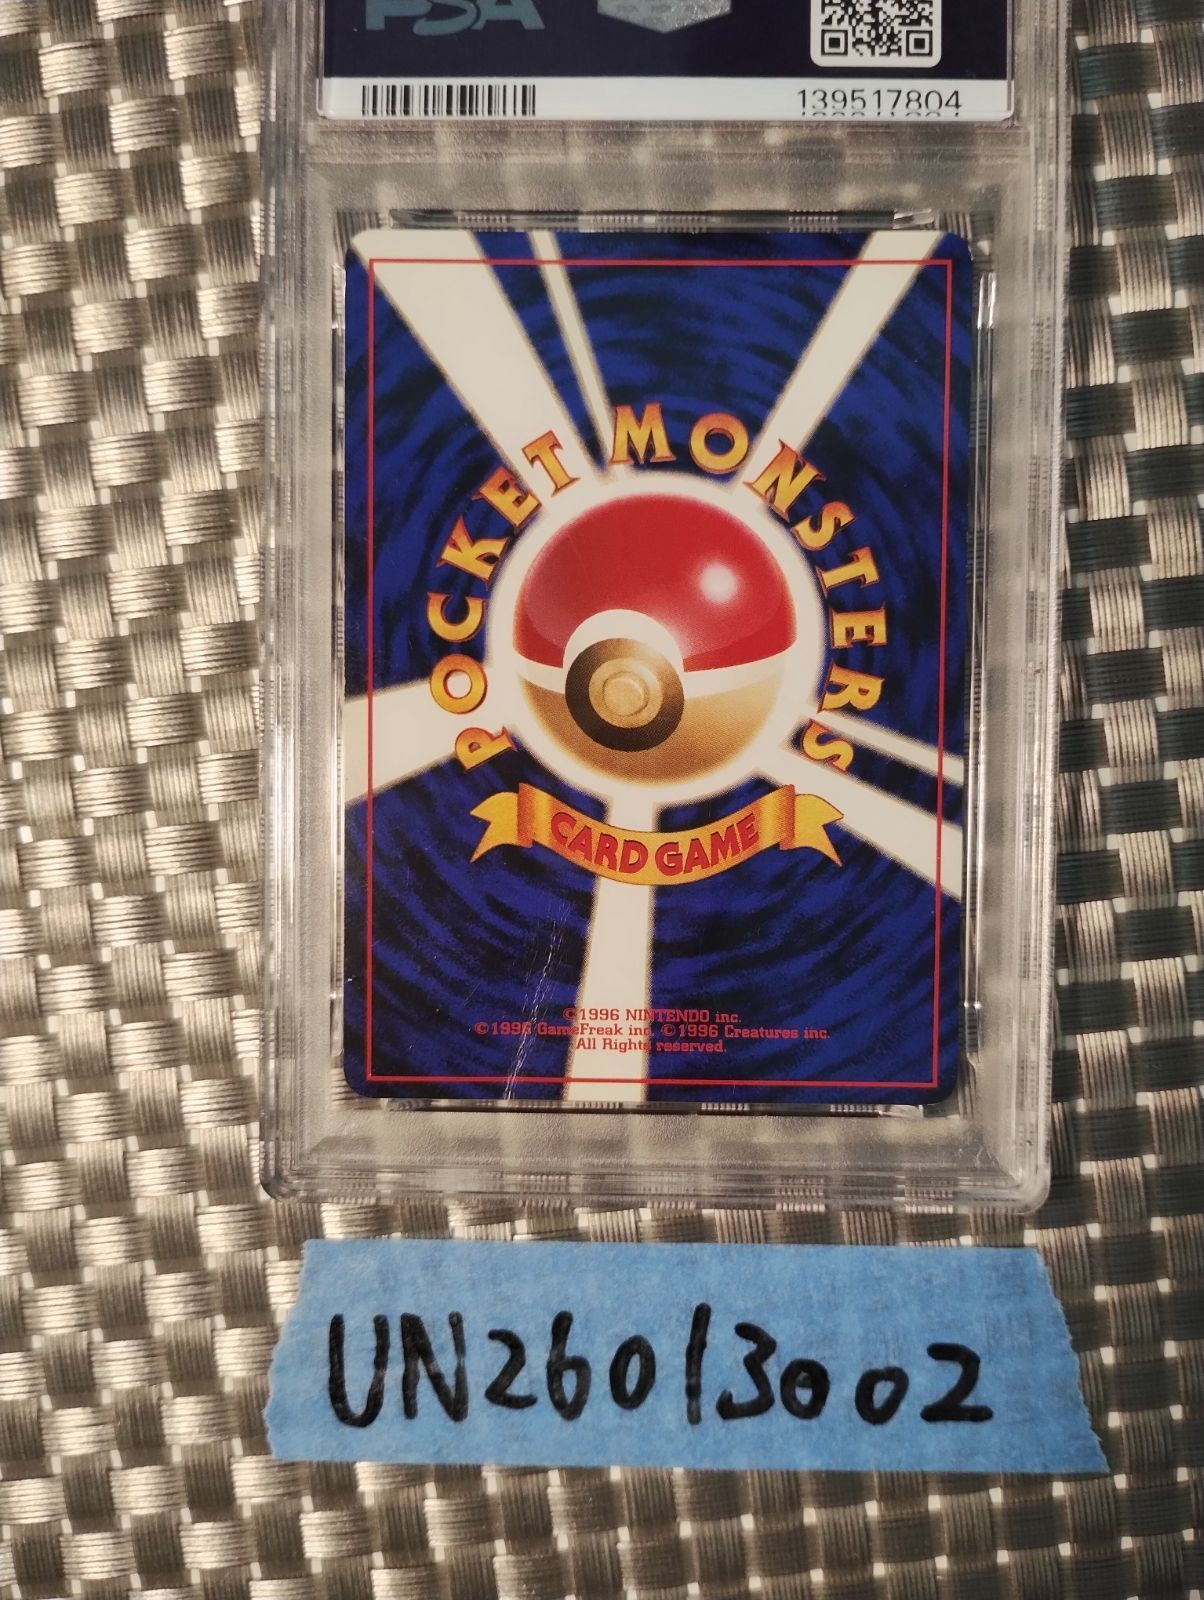 PSA
139517804
POCKET MONSTERS
CARD GAME
©1996 NINTENDO inc.
©1996 GameFreak inc. ©1996 Creatures inc.
All Rights reserved.
UN26013002